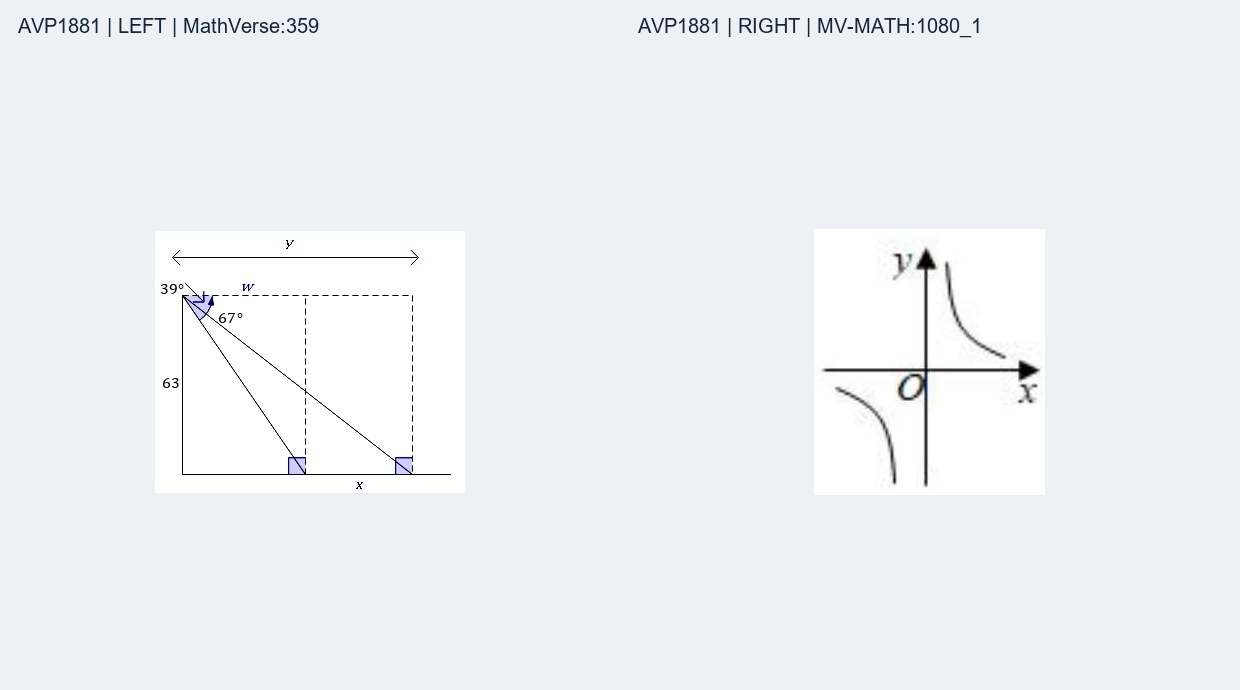 AVP1881 | LEFT | MathVerse:359
AVP1881 | RIGHT | MV-MATH:1080_1
y
39°
w
67°
63
x
y
O
x